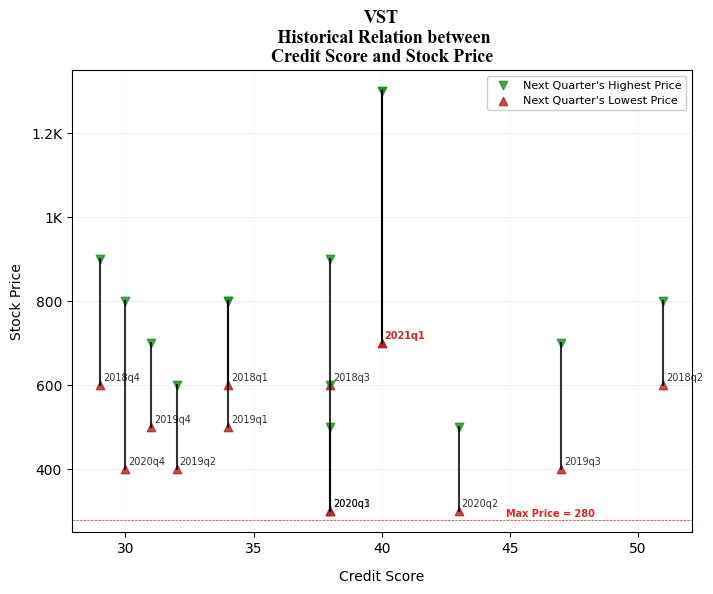 VST
Historical Relation between
Credit Score and Stock Price
Next Quarter's Highest Price
Next Quarter's Lowest Price
Stock Price
1.2K
1K
800
600
400
2021q1
2018q4
2018q1
2018q3
2018q2
2019q4
2019q1
2020q4
2019q2
2019q3
2020q3
2020q2
Max Price = 280
30
35
40
45
50
Credit Score